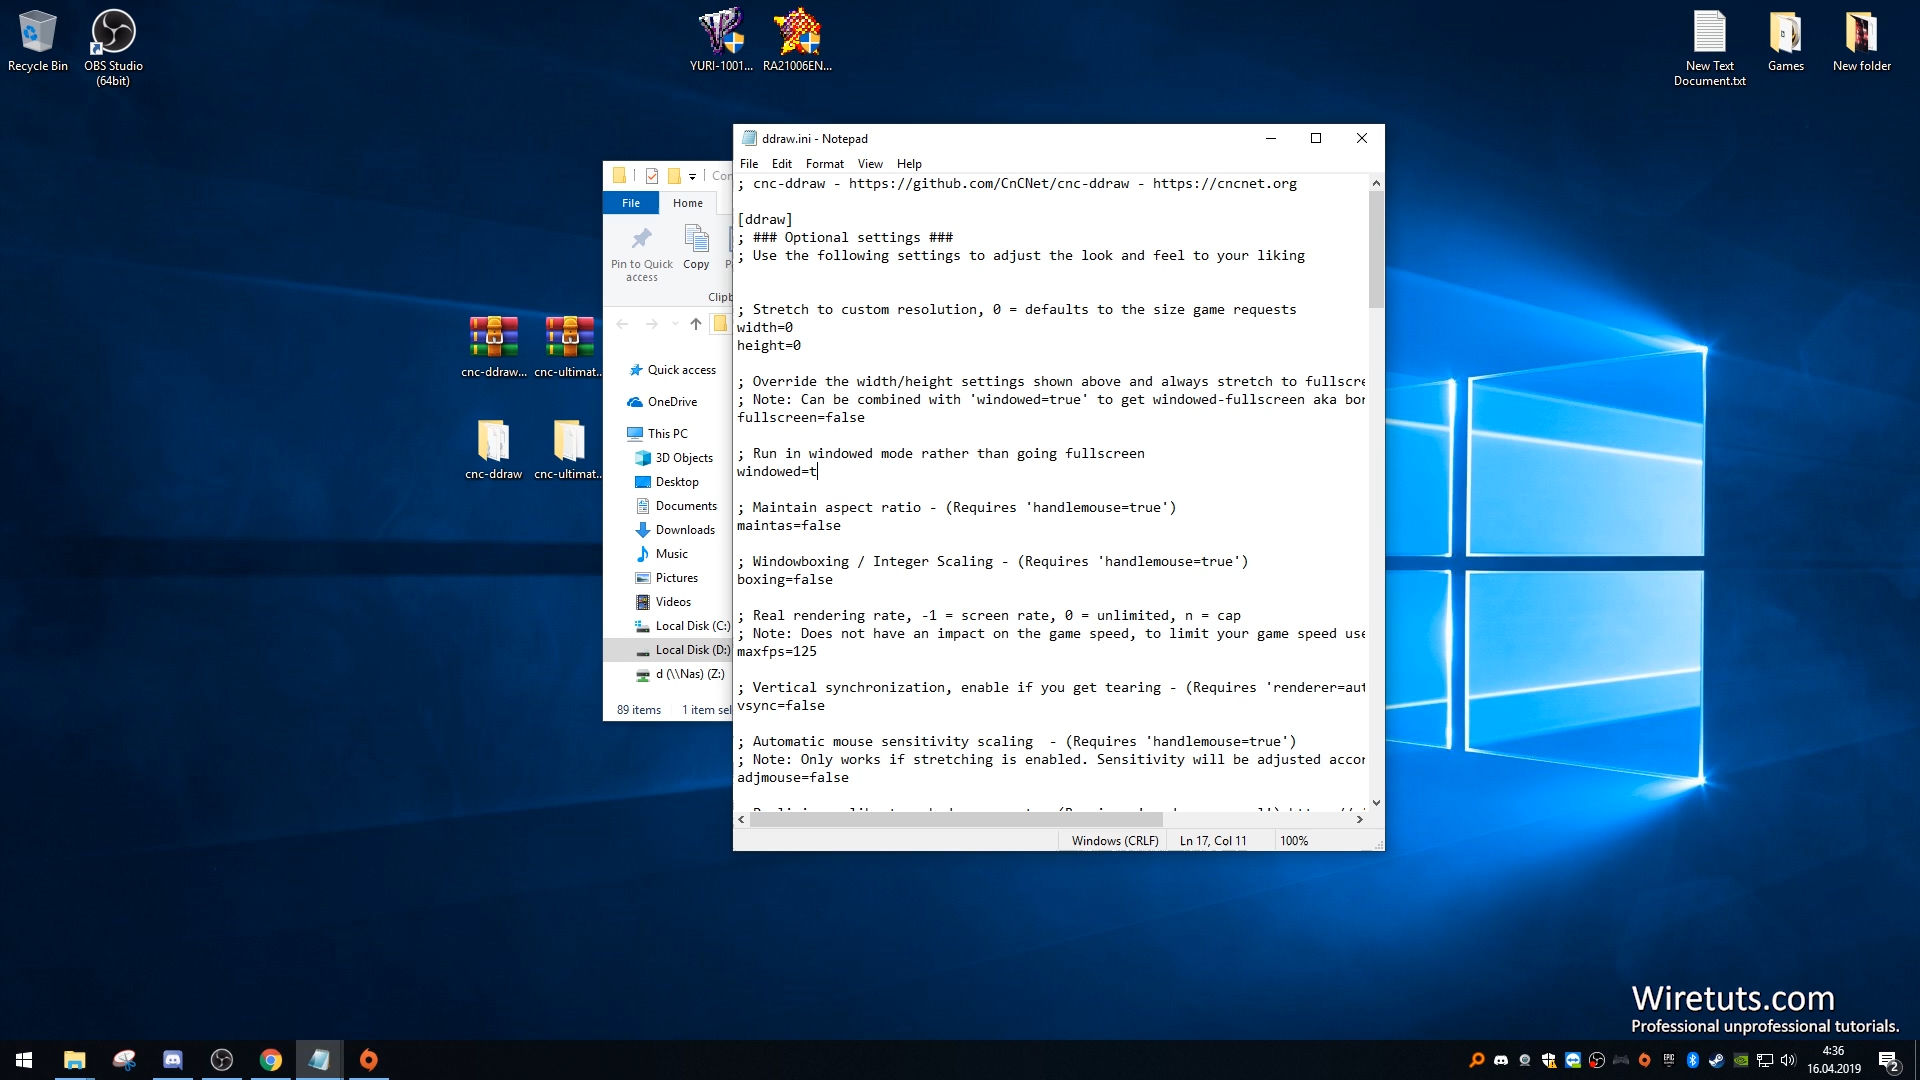 Recycle Bin
OBS Studio
(64bit)
YURI-1001...
RA21006EN...
New Text
Document.txt
Games
New folder
cnc-ddraw...
cnc-ultimat...
cnc-ddraw
cnc-ultimat...
File
Home
Pin to Quick
access
Copy
Quick access
OneDrive
This PC
3D Objects
Desktop
Documents
Downloads
Music
Pictures
Videos
Local Disk (C:)
Local Disk (D:)
d (\\Nas) (Z:)
89 items
1 item sel
ddraw.ini - Notepad
File Edit Format View Help
; cnc-ddraw - https://github.com/CnCNet/cnc-ddraw - https://cncnet.org
[ddraw]
; ### Optional settings ###
; Use the following settings to adjust the look and feel to your liking
; Stretch to custom resolution, 0 = defaults to the size game requests
width=0
height=0
; Override the width/height settings shown above and always stretch to fullscre
; Note: Can be combined with 'windowed=true' to get windowed-fullscreen aka bor
fullscreen=false
; Run in windowed mode rather than going fullscreen
windowed=t
; Maintain aspect ratio - (Requires 'handlemouse=true')
maintas=false
; Windowboxing / Integer Scaling - (Requires 'handlemouse=true')
boxing=false
; Real rendering rate, -1 = screen rate, 0 = unlimited, n = cap
; Note: Does not have an impact on the game speed, to limit your game speed use
maxfps=125
; Vertical synchronization, enable if you get tearing - (Requires 'renderer=aut
vsync=false
; Automatic mouse sensitivity scaling  - (Requires 'handlemouse=true')
; Note: Only works if stretching is enabled. Sensitivity will be adjusted accor
adjmouse=false
Windows (CRLF)
Ln 17, Col 11
100%
Wiretuts.com
Professional unprofessional tutorials.
4:36
16.04.2019
2